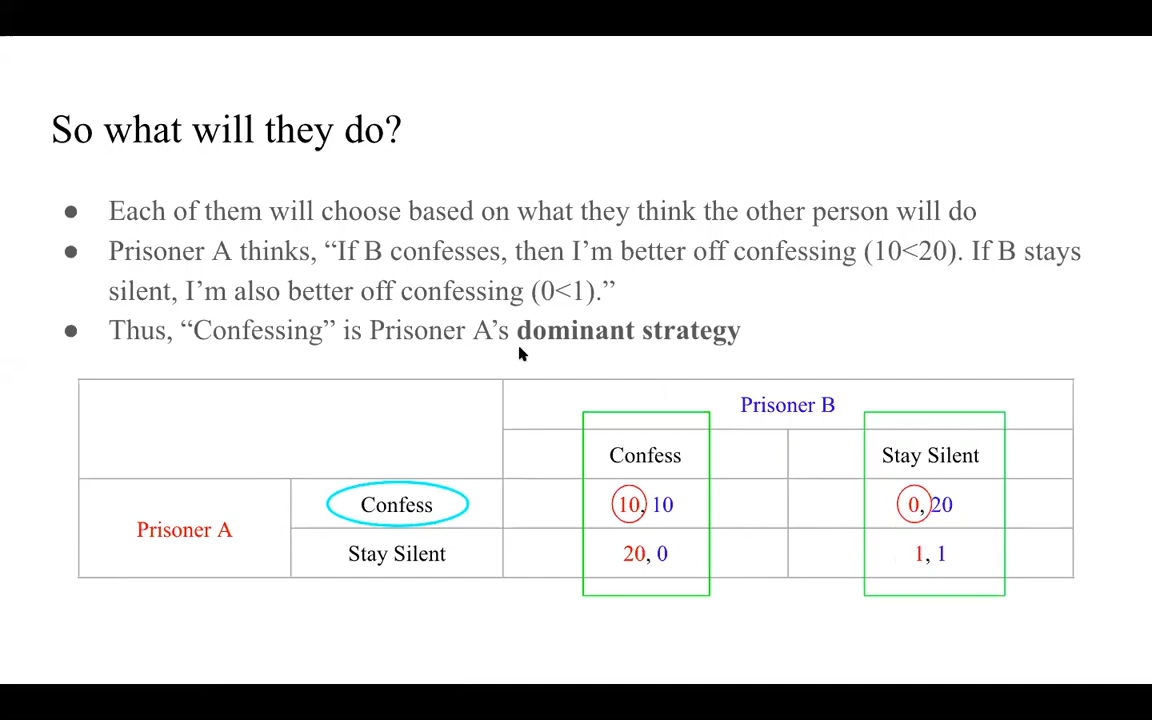 So what will they do?
● Each of them will choose based on what they think the other person will do
● Prisoner A thinks, “If B confesses, then I’m better off confessing (10<20). If B stays
silent, I’m also better off confessing (0<1).”
● Thus, “Confessing” is Prisoner A’s dominant strategy
Prisoner B
Confess Stay Silent
Prisoner A
Confess 10, 10 0, 20
Stay Silent 20, 0 1, 1